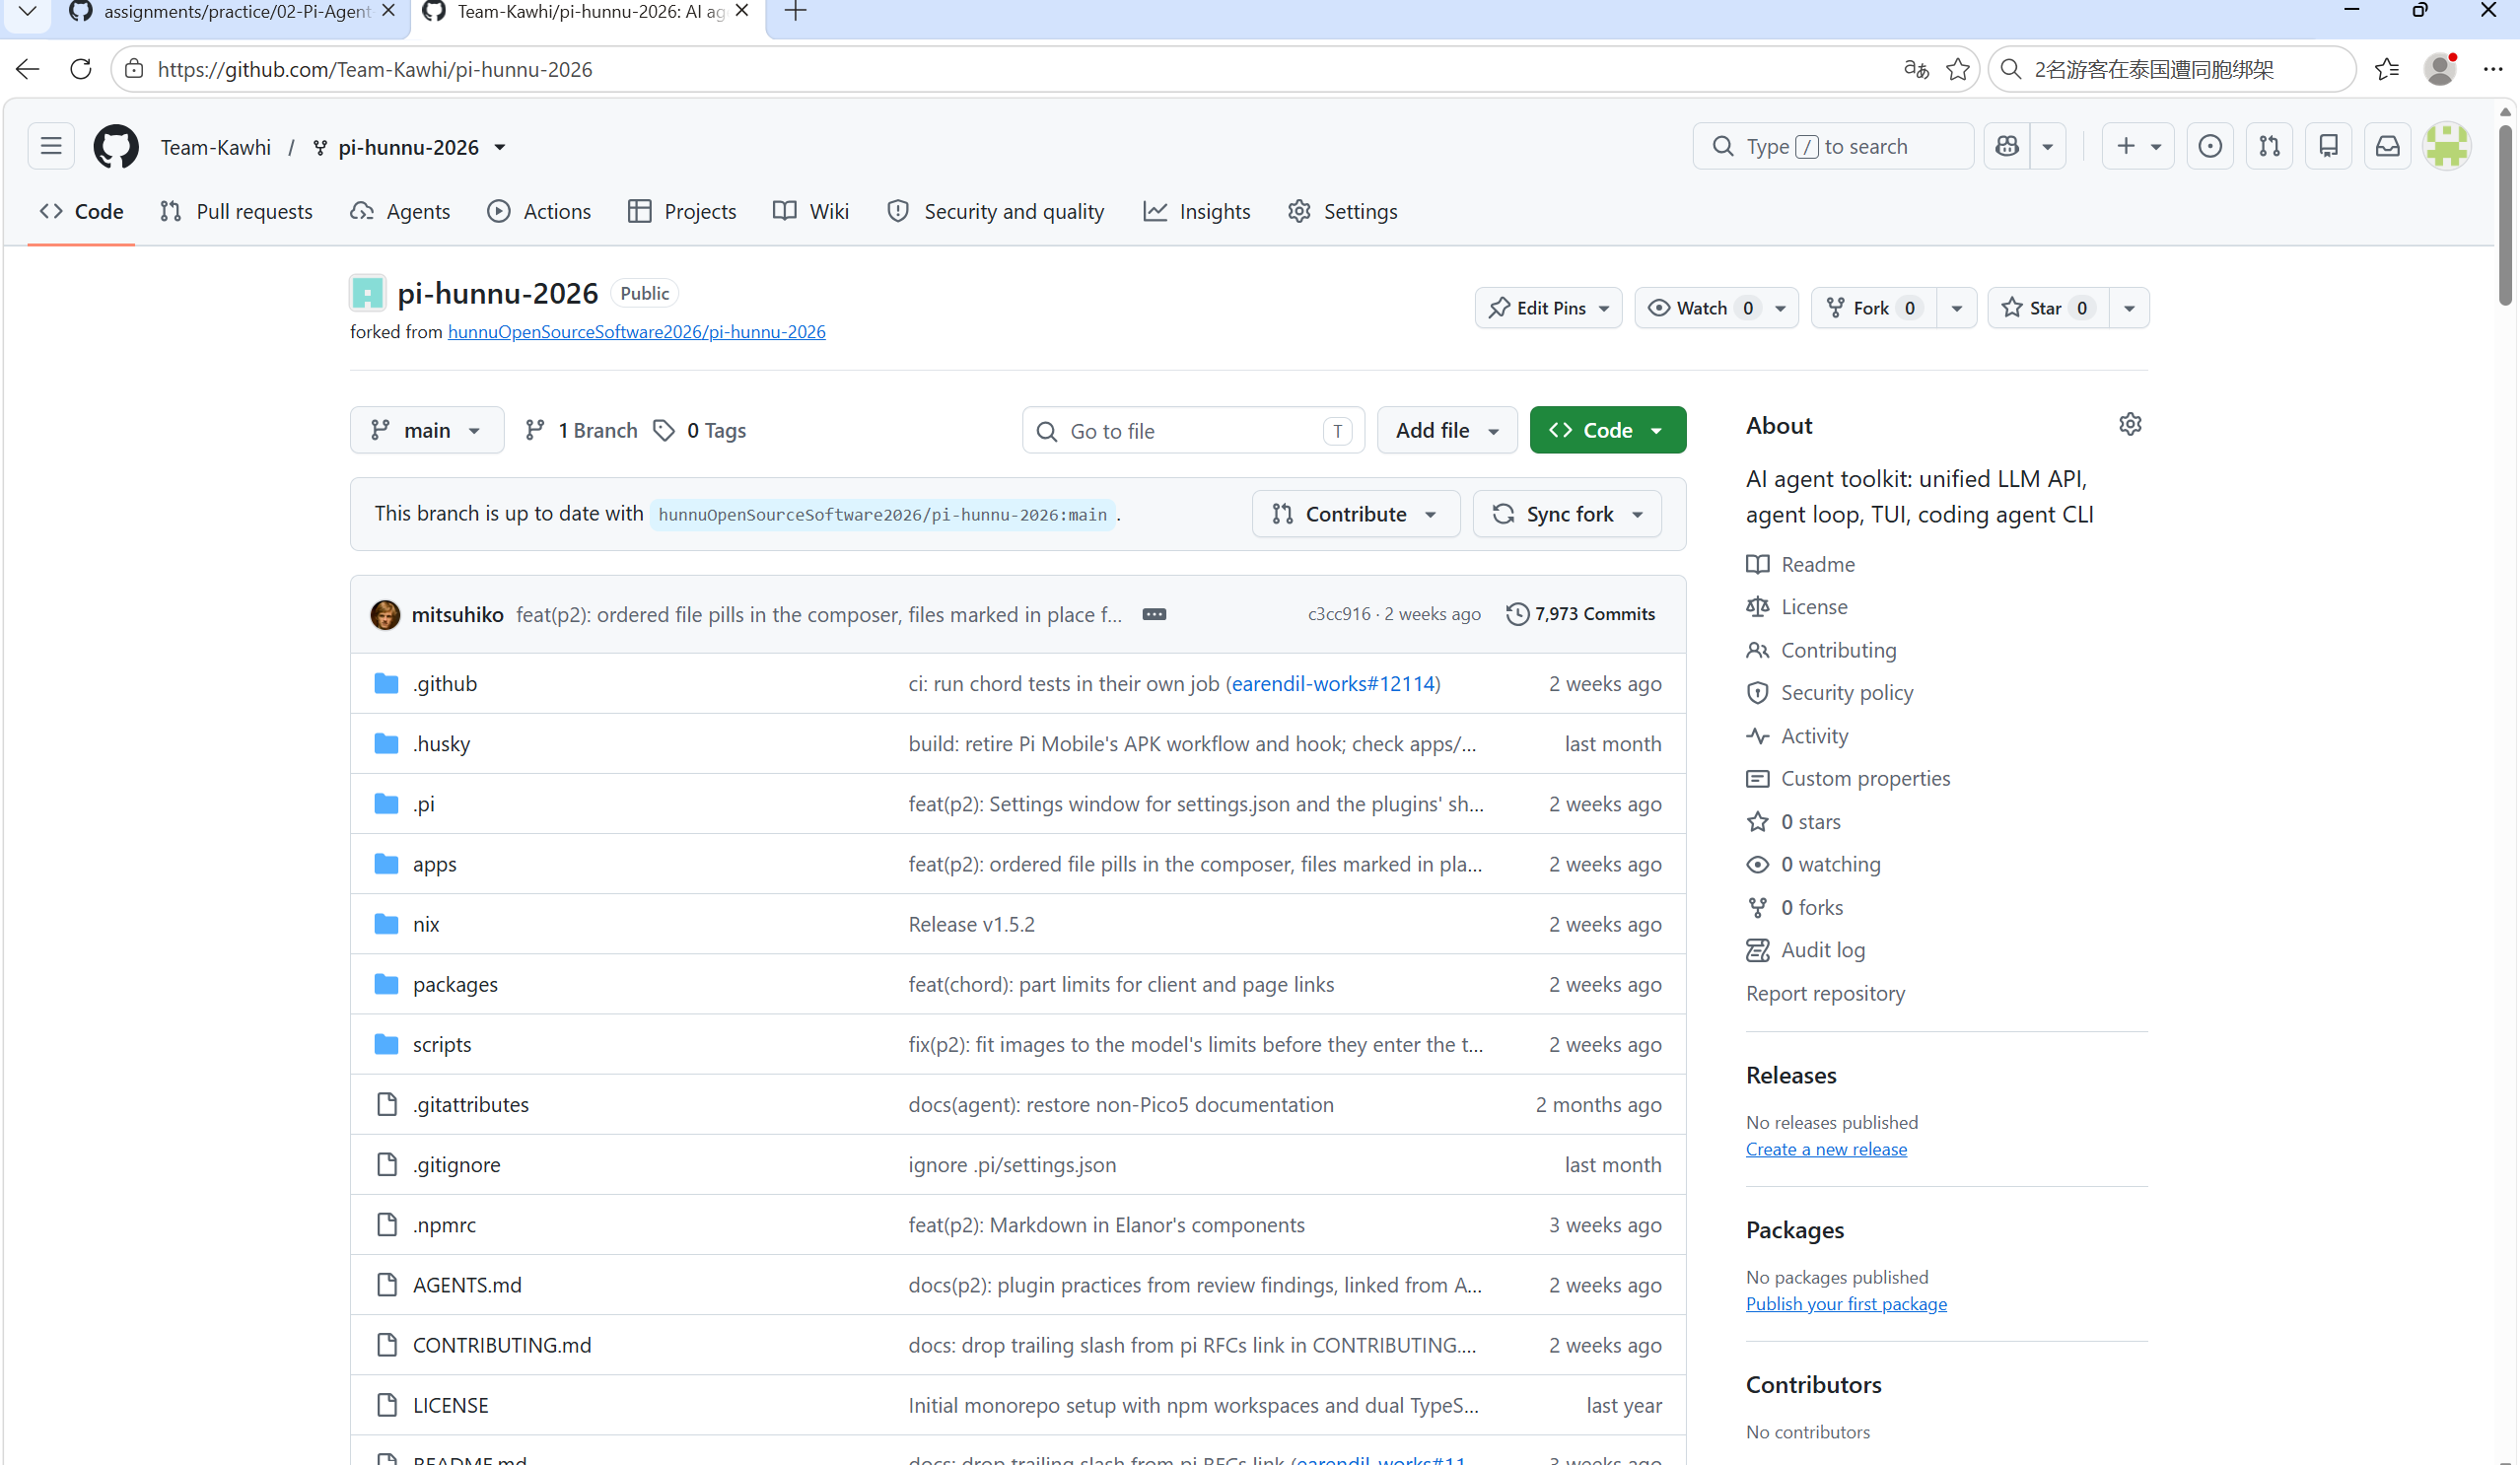 assignments/practice/02-Pi-Agent
Team-Kawhi/pi-hunnu-2026: AI ag
https://github.com/Team-Kawhi/pi-hunnu-2026
2名游客在泰国遭同胞绑架
Team-Kawhi / pi-hunnu-2026
Type / to search
Code Pull requests Agents Actions Projects Wiki Security and quality Insights Settings
pi-hunnu-2026 Public
forked from hunnuOpenSourceSoftware2026/pi-hunnu-2026
Edit Pins Watch 0 Fork 0 Star 0
main 1 Branch 0 Tags Go to file T Add file Code
This branch is up to date with hunnuOpenSourceSoftware2026/pi-hunnu-2026:main . Contribute Sync fork
mitsuhiko feat(p2): ordered file pills in the composer, files marked in place f... c3cc916 · 2 weeks ago 7,973 Commits
.github ci: run chord tests in their own job (earendil-works#12114) 2 weeks ago
.husky build: retire Pi Mobile's APK workflow and hook; check apps/... last month
.pi feat(p2): Settings window for settings.json and the plugins' sh... 2 weeks ago
apps feat(p2): ordered file pills in the composer, files marked in pla... 2 weeks ago
nix Release v1.5.2 2 weeks ago
packages feat(chord): part limits for client and page links 2 weeks ago
scripts fix(p2): fit images to the model's limits before they enter the t... 2 weeks ago
.gitattributes docs(agent): restore non-Pico5 documentation 2 months ago
.gitignore ignore .pi/settings.json last month
.npmrc feat(p2): Markdown in Elanor's components 3 weeks ago
AGENTS.md docs(p2): plugin practices from review findings, linked from A... 2 weeks ago
CONTRIBUTING.md docs: drop trailing slash from pi RFCs link in CONTRIBUTING.... 2 weeks ago
LICENSE Initial monorepo setup with npm workspaces and dual TypeS... last year
README.md docs: drop trailing slash from pi RFCs link (earendil-works#11 3 weeks ago
About
AI agent toolkit: unified LLM API,
agent loop, TUI, coding agent CLI
Readme
License
Contributing
Security policy
Activity
Custom properties
0 stars
0 watching
0 forks
Audit log
Report repository
Releases
No releases published
Create a new release
Packages
No packages published
Publish your first package
Contributors
No contributors